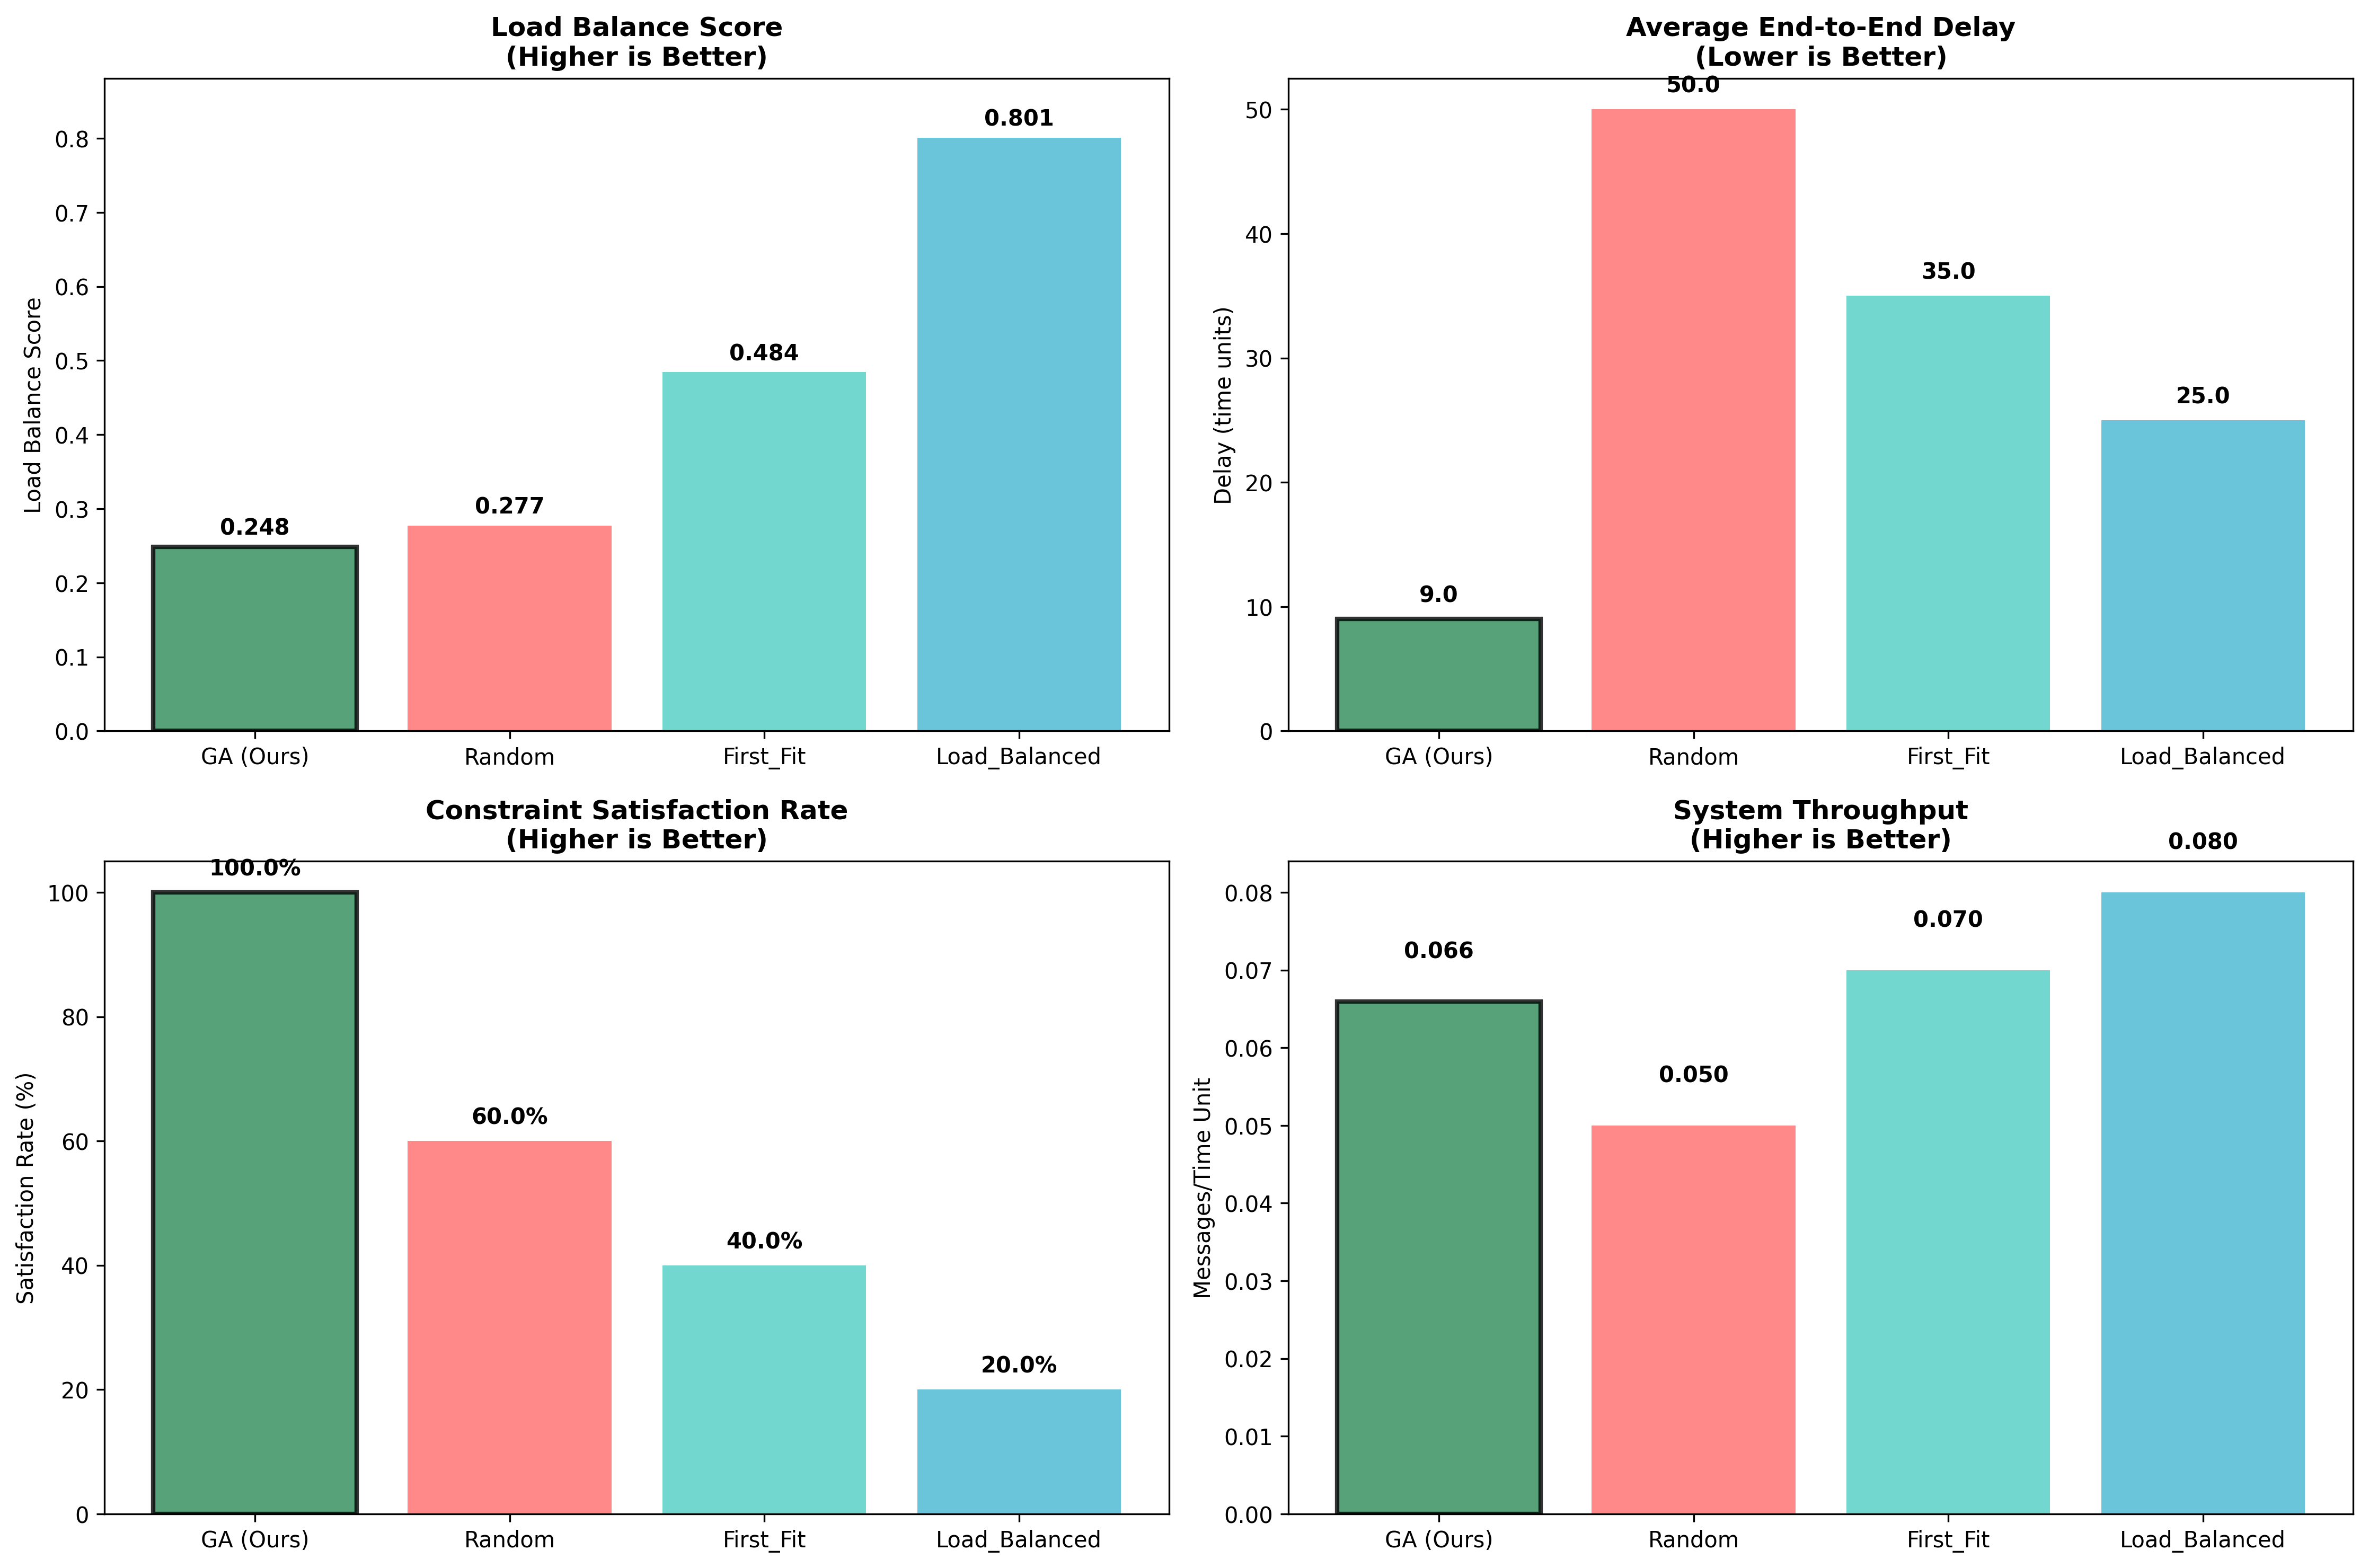 Load Balance Score
(Higher is Better)
Load Balance Score
0.8
0.7
0.6
0.5
0.4
0.3
0.2
0.1
0.0
0.248
0.277
0.484
0.801
GA (Ours)
Random
First_Fit
Load_Balanced
Average End-to-End Delay
(Lower is Better)
Delay (time units)
50
40
30
20
10
0
9.0
50.0
35.0
25.0
GA (Ours)
Random
First_Fit
Load_Balanced
Constraint Satisfaction Rate
(Higher is Better)
Satisfaction Rate (%)
100
80
60
40
20
0
100.0%
60.0%
40.0%
20.0%
GA (Ours)
Random
First_Fit
Load_Balanced
System Throughput
(Higher is Better)
Messages/Time Unit
0.08
0.07
0.06
0.05
0.04
0.03
0.02
0.01
0.00
0.066
0.050
0.070
0.080
GA (Ours)
Random
First_Fit
Load_Balanced